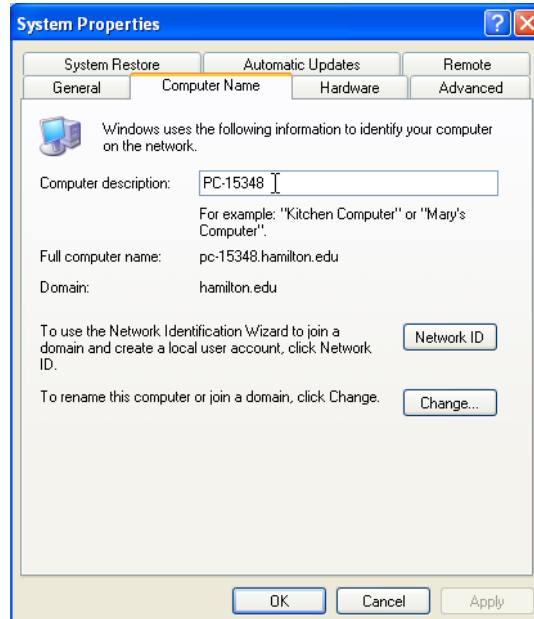 System Properties
System Restore Automatic Updates Remote
General Computer Name Hardware Advanced
Windows uses the following information to identify your computer
on the network.
Computer description: PC-15348
For example: "Kitchen Computer" or "Mary's
Computer".
Full computer name: pc-15348.hamilton.edu
Domain: hamilton.edu
To use the Network Identification Wizard to join a
domain and create a local user account, click Network
ID.
Network ID
To rename this computer or join a domain, click Change.
Change...
OK Cancel Apply